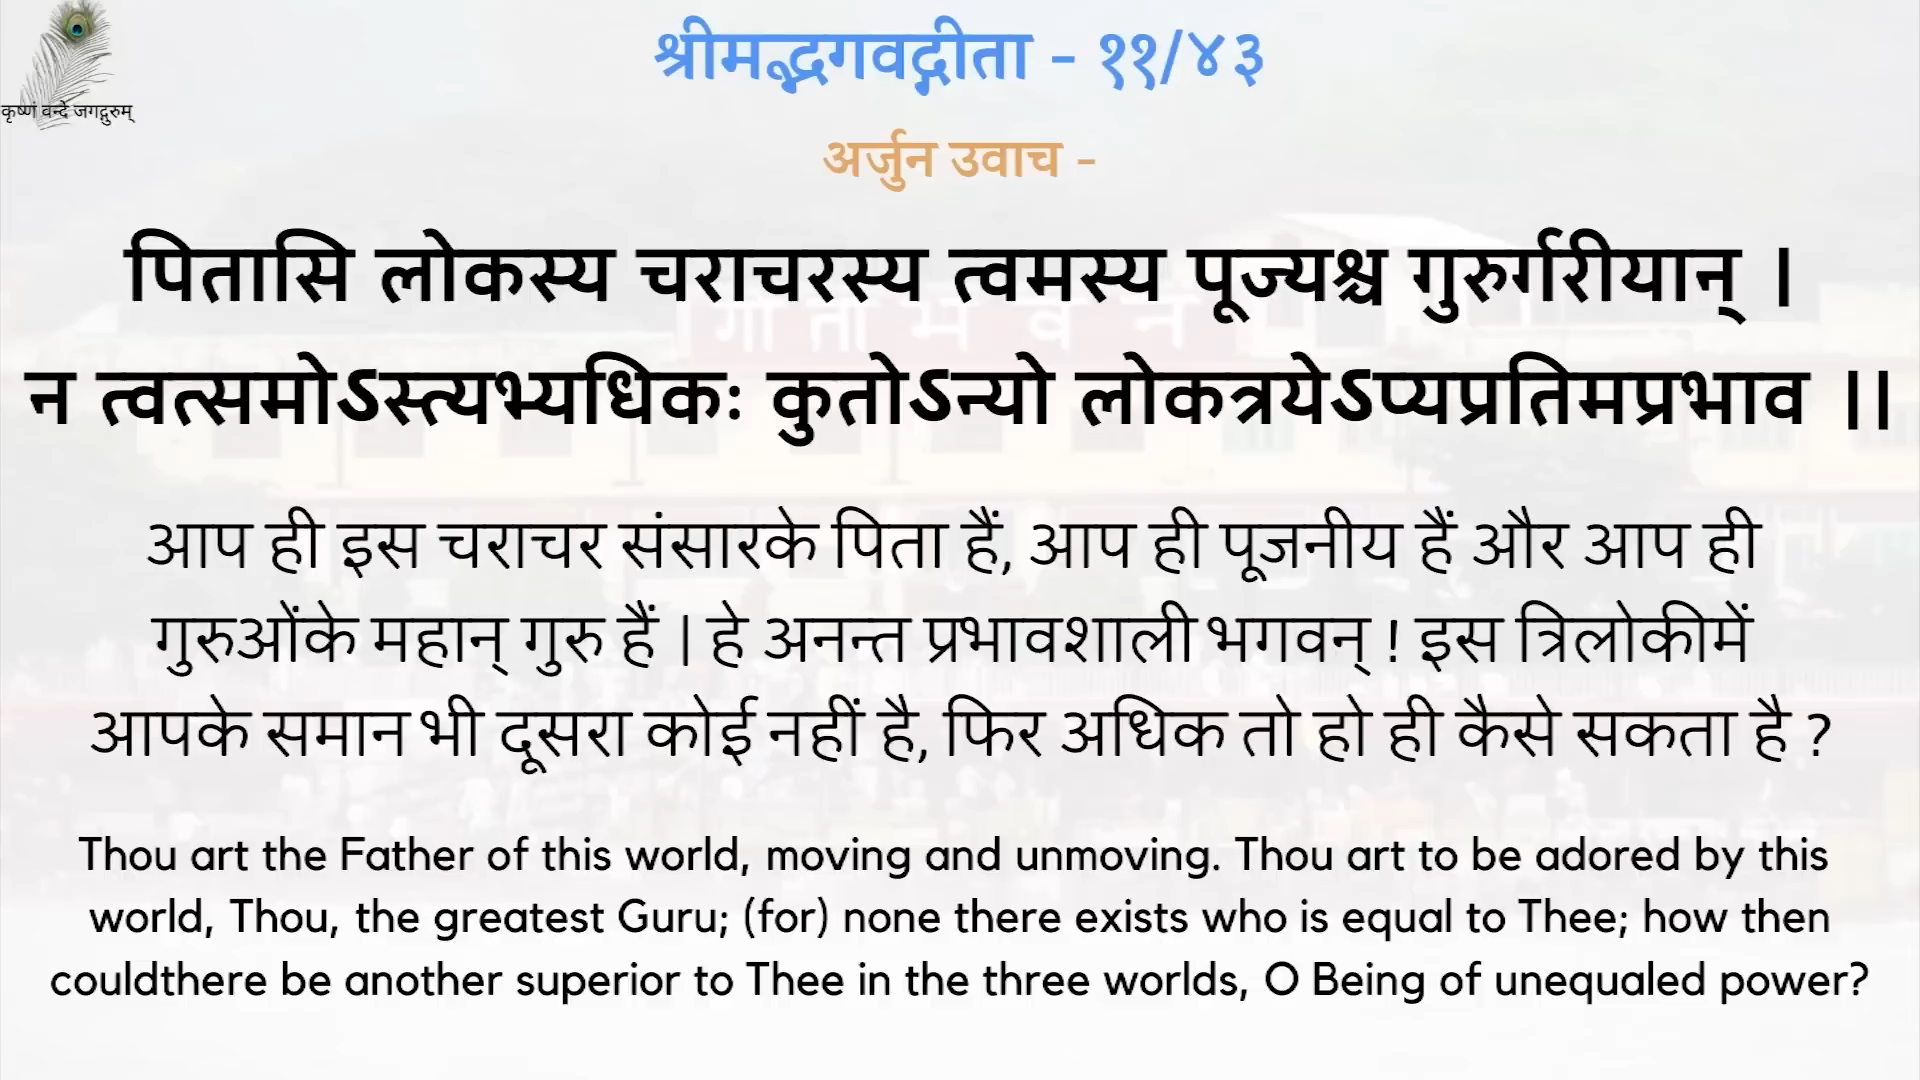 श्रीमद्भगवद्गीता - ११/४३
कृष्णं वन्दे जगद्गुरुम्
अर्जुन उवाच -
पितासि लोकस्य चराचरस्य त्वमस्य पूज्यश्च गुरुर्गरीयान् ।
न त्वत्समोऽस्त्यभ्यधिकः कुतोऽन्यो लोकत्रयेऽप्यप्रतिमप्रभाव ।।
गीता भवन
आप ही इस चराचर संसारके पिता हैं, आप ही पूजनीय हैं और आप ही
गुरुओंके महान् गुरु हैं । हे अनन्त प्रभावशाली भगवन् ! इस त्रिलोकीमें
आपके समान भी दूसरा कोई नहीं है, फिर अधिक तो हो ही कैसे सकता है ?
Thou art the Father of this world, moving and unmoving. Thou art to be adored by this
world, Thou, the greatest Guru; (for) none there exists who is equal to Thee; how then
couldthere be another superior to Thee in the three worlds, O Being of unequaled power?